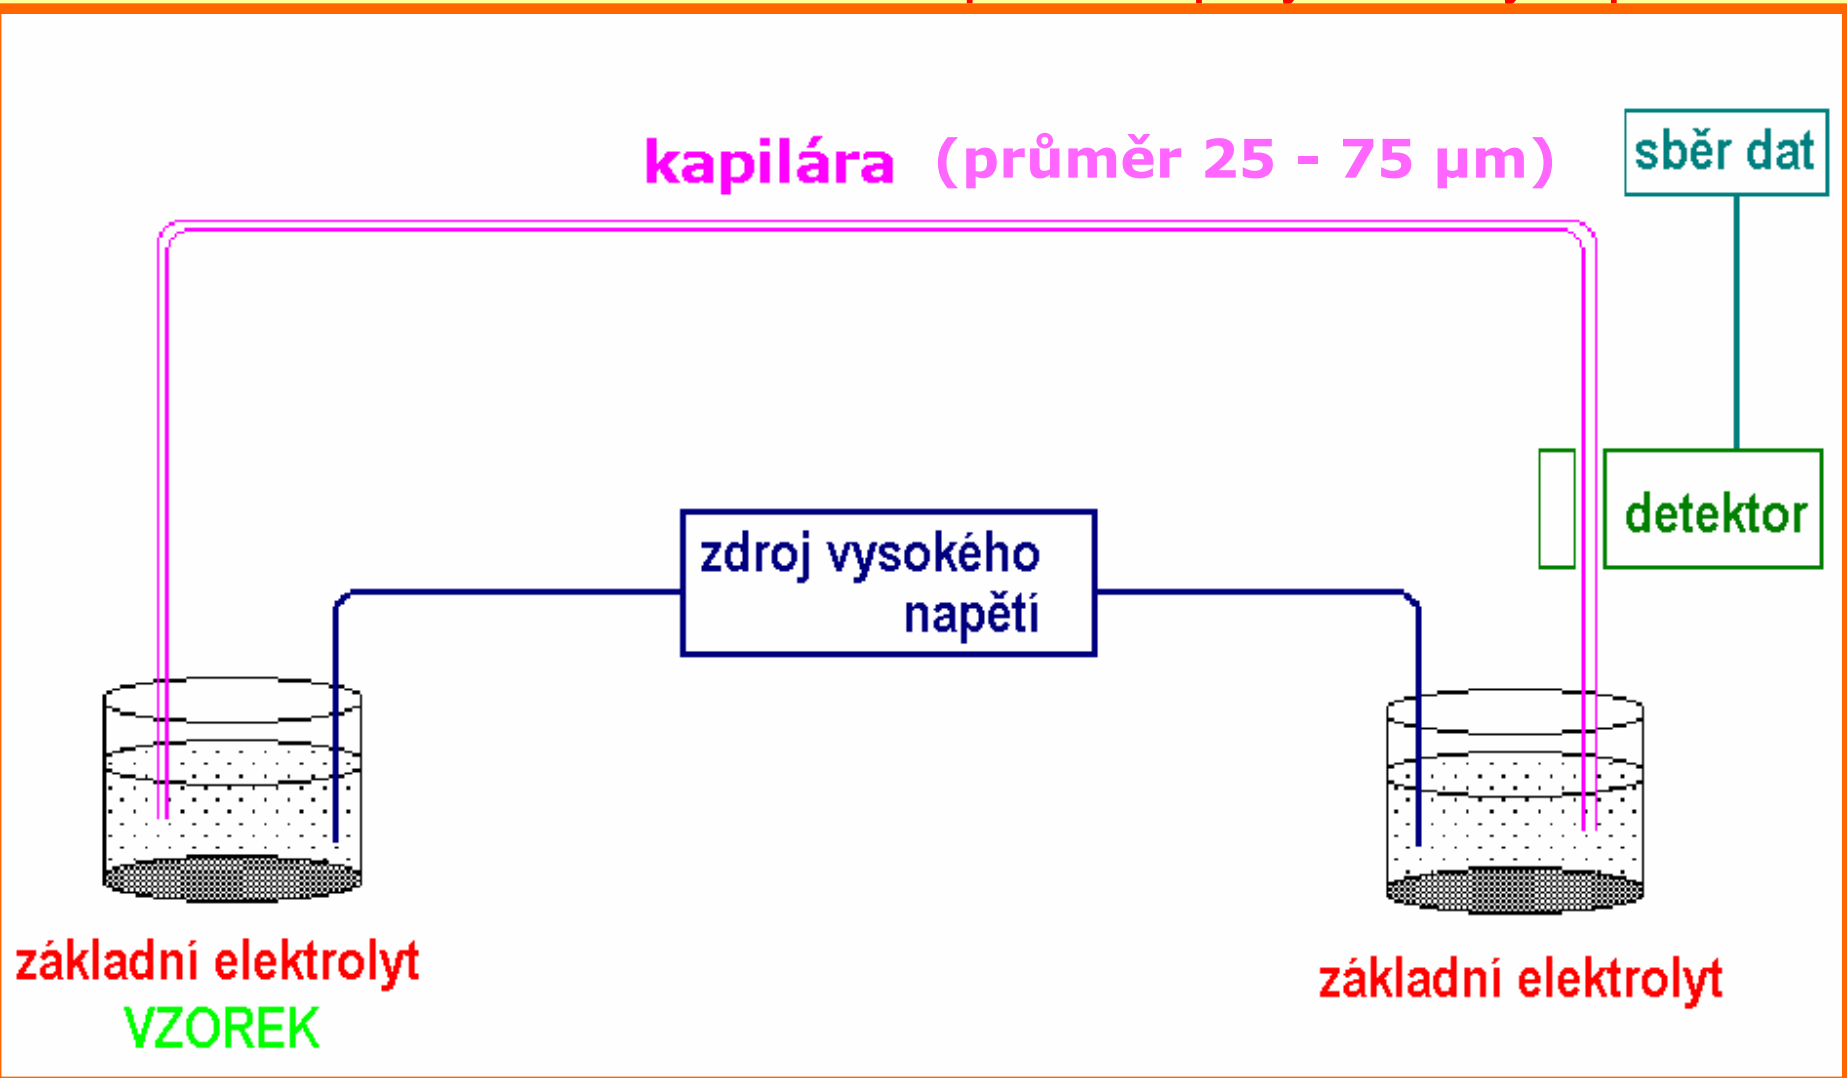 kapilára (průměr 25 - 75 µm)
sběr dat
detektor
zdroj vysokého
napětí
základní elektrolyt
VZOREK
základní elektrolyt